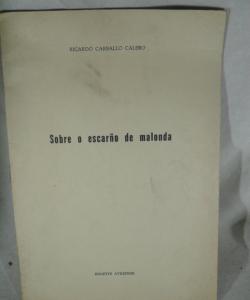 RICARDO CARBALLO CALERO
Sobre o escarño de malonda